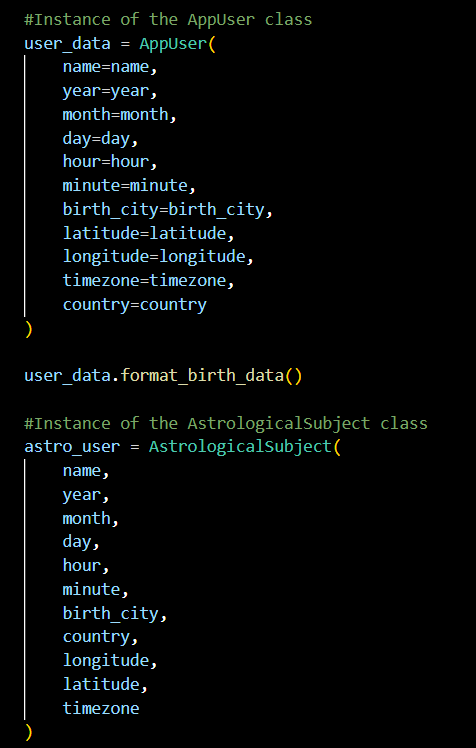 #Instance of the AppUser class
user_data = AppUser(
    name=name,
    year=year,
    month=month,
    day=day,
    hour=hour,
    minute=minute,
    birth_city=birth_city,
    latitude=latitude,
    longitude=longitude,
    timezone=timezone,
    country=country
)

user_data.format_birth_data()

#Instance of the AstrologicalSubject class
astro_user = AstrologicalSubject(
    name,
    year,
    month,
    day,
    hour,
    minute,
    birth_city,
    country,
    longitude,
    latitude,
    timezone
)